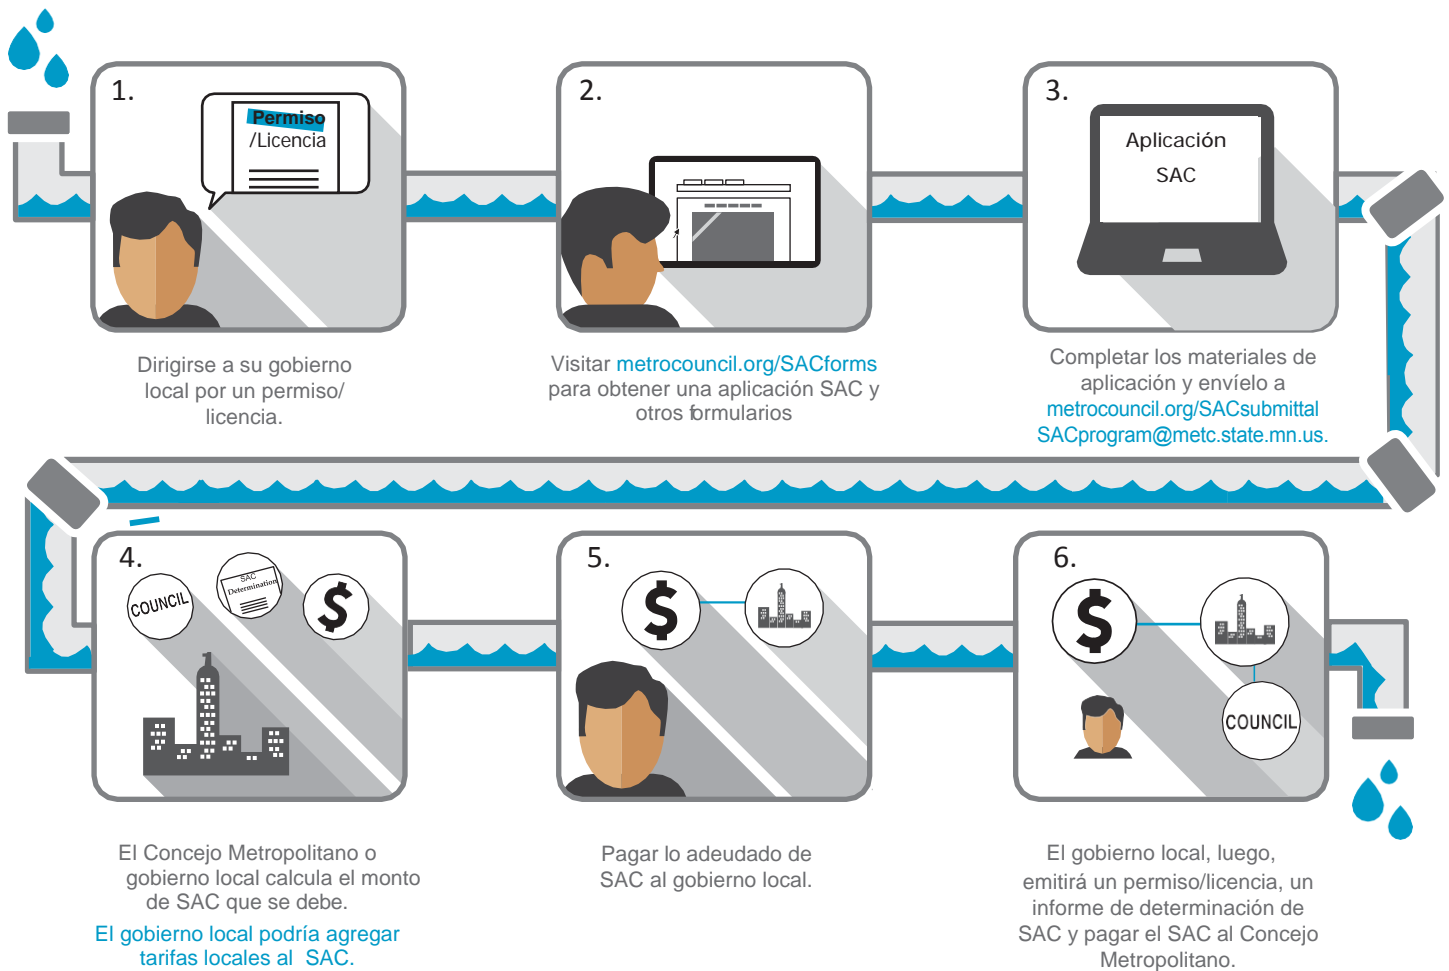 1.
Permiso
/Licencia
Dirigirse a su gobierno
local por un permiso/
licencia.
2.
Visitar metrocouncil.org/SACforms
para obtener una aplicación SAC y
otros formularios
3.
Aplicación
SAC
Completar los materiales de
aplicación y envíelo a
metrocouncil.org/SACsubmittal
SACprogram@metc.state.mn.us.
4.
COUNCIL
SAC
Determination
$
El Concejo Metropolitano o
gobierno local calcula el monto
de SAC que se debe.
El gobierno local podría agregar
tarifas locales al SAC.
5.
$
Pagar lo adeudado de
SAC al gobierno local.
6.
$
COUNCIL
El gobierno local, luego,
emitirá un permiso/licencia, un
informe de determinación de
SAC y pagar el SAC al Concejo
Metropolitano.